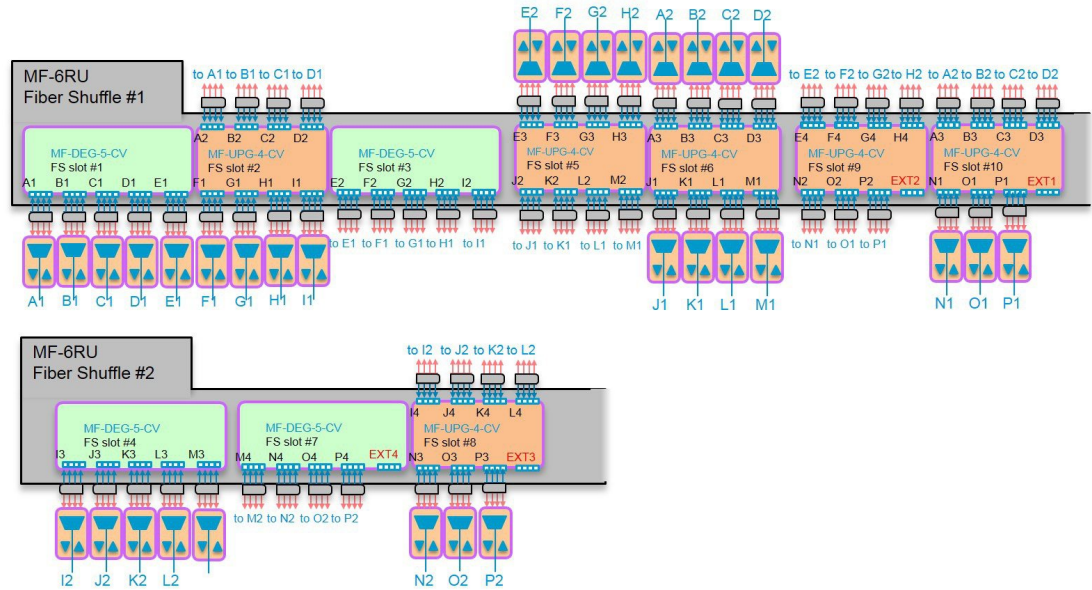 E2 F2 G2 H2 A2 B2 C2 D2
MF-6RU
Fiber Shuffle #1
to A1 to B1 to C1 to D1
to E2 to F2 to G2 to H2 to A2 to B2 to C2 to D2
A2 B2 C2 D2
E3 F3 G3 H3
A3 B3 C3 D3
E4 F4 G4 H4
A3 B3 C3 D3
MF-DEG-5-CV
FS slot #1
MF-UPG-4-CV
FS slot #2
MF-DEG-5-CV
FS slot #3
MF-UPG-4-CV
FS slot #5
MF-UPG-4-CV
FS slot #6
MF-UPG-4-CV
FS slot #9
MF-UPG-4-CV
FS slot #10
A1 B1 C1 D1 E1
F1 G1 H1 I1
E2 F2 G2 H2 I2
J2 K2 L2 M2
J1 K1 L1 M1
N2 O2 P2 EXT2
N1 O1 P1 EXT1
to E1 to F1 to G1 to H1 to I1
to J1 to K1 to L1 to M1
to N1 to O1 to P1
A1 B1 C1 D1 E1 F1 G1 H1 I1
J1 K1 L1 M1
N1 O1 P1
MF-6RU
Fiber Shuffle #2
to I2 to J2 to K2 to L2
I4 J4 K4 L4
MF-DEG-5-CV
FS slot #4
MF-DEG-5-CV
FS slot #7
MF-UPG-4-CV
FS slot #8
I3 J3 K3 L3 M3
M4 N4 O4 P4 EXT4
N3 O3 P3 EXT3
to M2 to N2 to O2 to P2
I2 J2 K2 L2
N2 O2 P2